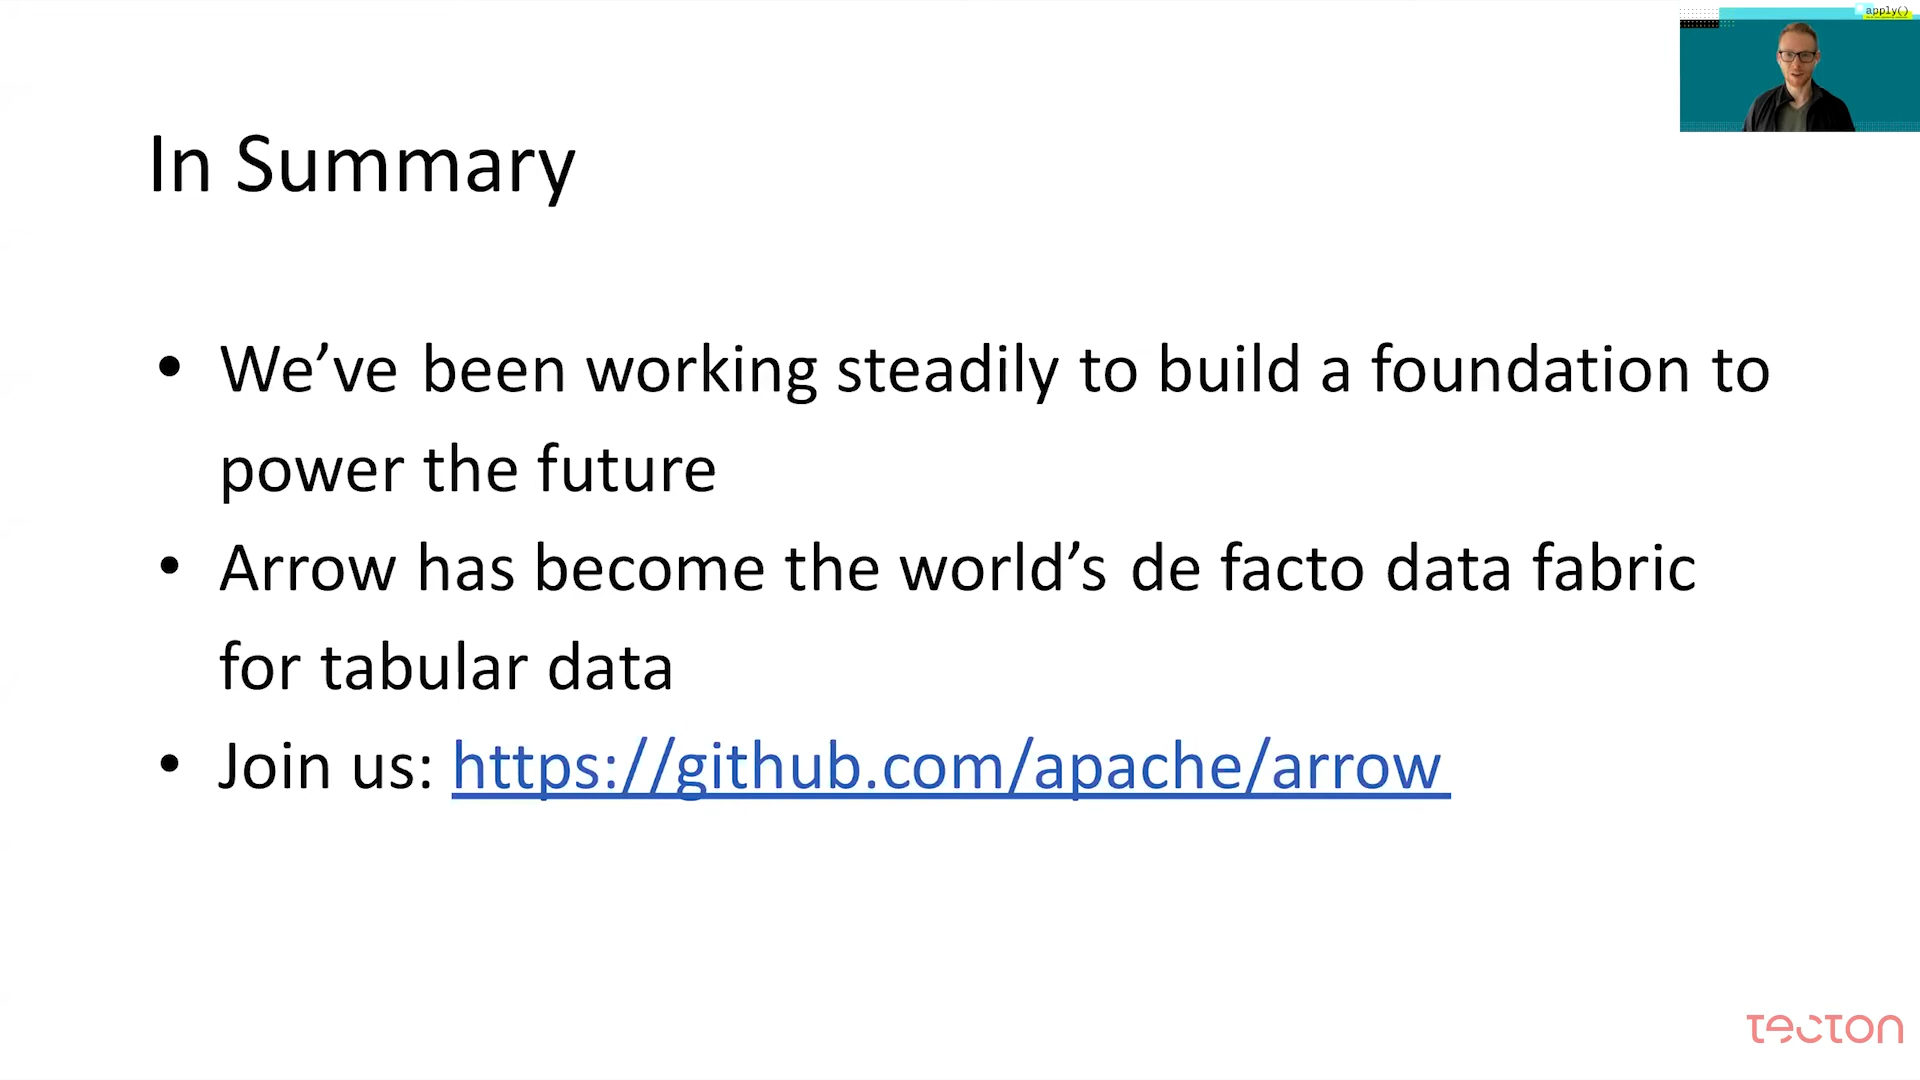 apply()
In Summary
• We’ve been working steadily to build a foundation to
power the future
• Arrow has become the world’s de facto data fabric
for tabular data
• Join us: https://github.com/apache/arrow
tecton